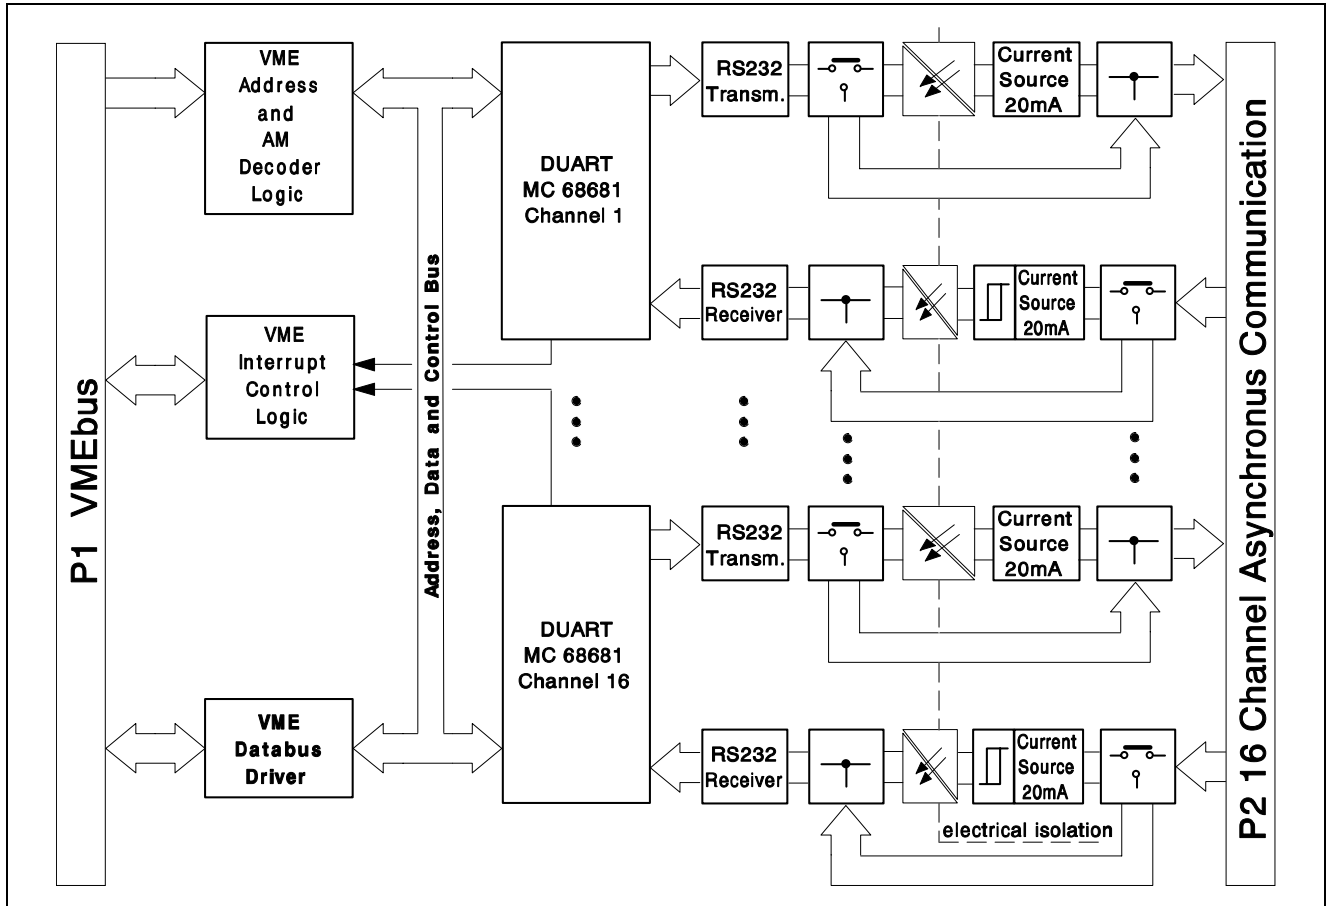 P1 VMEbus
VME
Address
and
AM
Decoder
Logic
VME
Interrupt
Control
Logic
VME
Databus
Driver
Address, Data and Control Bus
DUART
MC 68681
Channel 1
DUART
MC 68681
Channel 16
RS232
Transm.
Current
Source
20mA
RS232
Receiver
Current
Source
20mA
RS232
Transm.
Current
Source
20mA
RS232
Receiver
Current
Source
20mA
electrical isolation
P2 16 Channel Asynchronus Communication